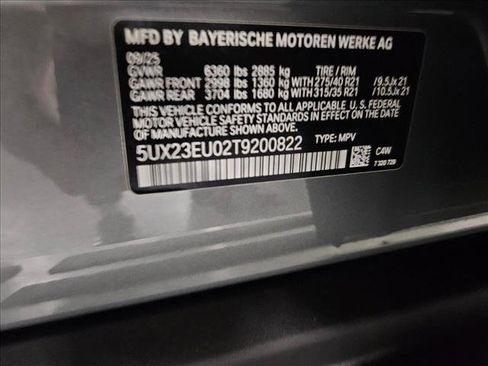 MFD BY BAYERISCHE MOTOREN WERKE AG
09/25
GVWR 6360 lbs 2885 kg TIRE / RIM
GAWR FRONT 2998 lbs 1360 kg 275/40 R21 / 9.5Jx 21
GAWR REAR 3704 lbs 1680 kg 315/35 R21 / 10.5Jx 21
THIS VEHICLE CONFORMS TO ALL APPLICABLE U.S. FEDERAL
MOTOR VEHICLE SAFETY STANDARDS IN EFFECT ON THE DATE
OF MANUFACTURE SHOWN ABOVE.
5UX23EU02T9200822 TYPE: MPV
C4W
7 320 729